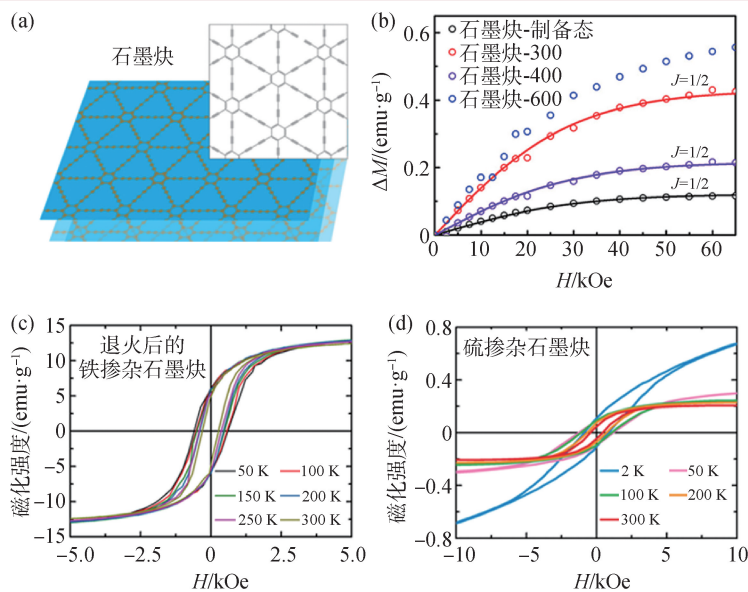 (a)
石墨炔
(b)
石墨炔-制备态
石墨炔-300
石墨炔-400
石墨炔-600
J=1/2
J=1/2
J=1/2
ΔM/(emu·g⁻¹)
0.6
0.4
0.2
0
0 10 20 30 40 50 60
H/kOe
(c)
退火后的
铁掺杂石墨炔
磁化强度/(emu·g⁻¹)
15
10
5
0
−5
−10
−15
50 K 100 K
150 K 200 K
250 K 300 K
−5.0 −2.5 0 2.5 5.0
H/kOe
(d)
硫掺杂石墨炔
磁化强度/(emu·g⁻¹)
0.8
0.4
0
−0.4
−0.8
2 K 50 K
100 K 200 K
300 K
−10 −5 0 5 10
H/kOe